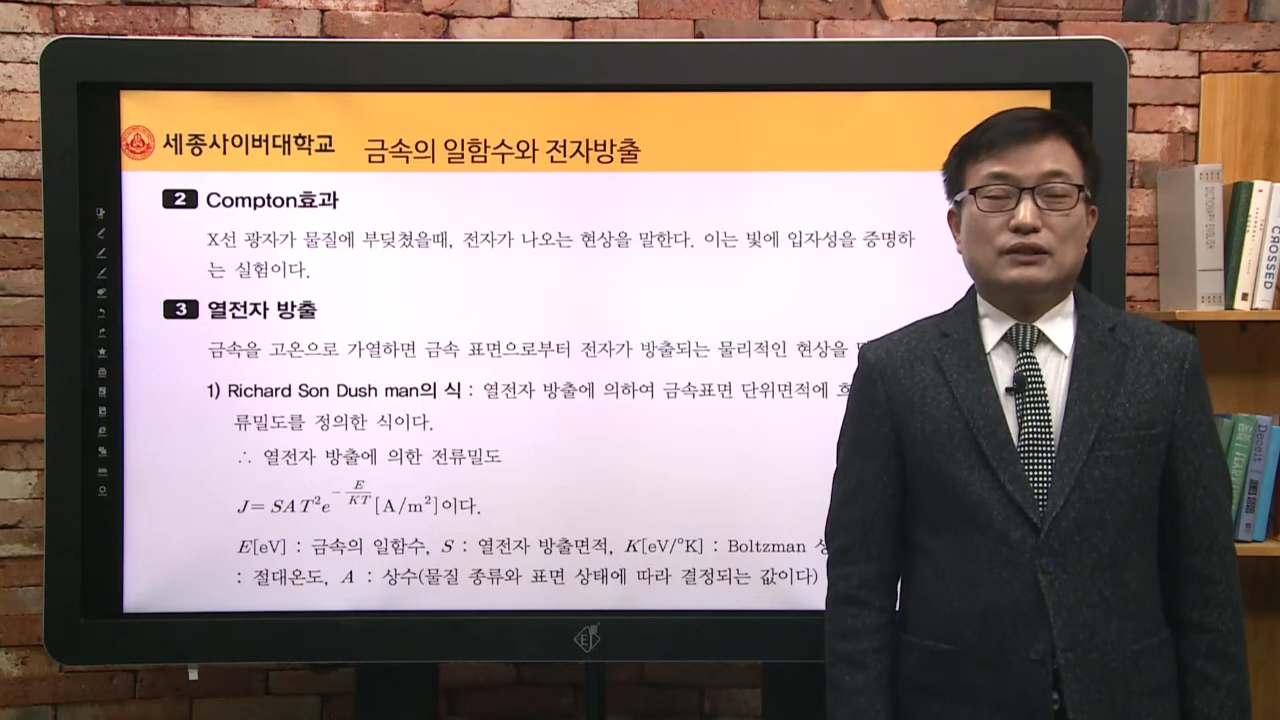 세종사이버대학교
금속의 일함수와 전자방출
2 Compton효과
X선 광자가 물질에 부딪쳤을때, 전자가 나오는 현상을 말한다. 이는 빛에 입자성을 증명하
는 실험이다.
3 열전자 방출
금속을 고온으로 가열하면 금속 표면으로부터 전자가 방출되는 물리적인 현상을
1) Richard Son Dush man의 식 : 열전자 방출에 의하여 금속표면 단위면적에
류밀도를 정의한 식이다.
∴ 열전자 방출에 의한 전류밀도
J= SAT²e^{-E/KT}[A/m²]이다.
E[eV] : 금속의 일함수, S : 열전자 방출면적, K[eV/°K] : Boltzman
: 절대온도, A : 상수(물질 종류와 표면 상태에 따라 결정되는 값이다)
DICTIONARY ENGLISH
CROSSED
Deceit